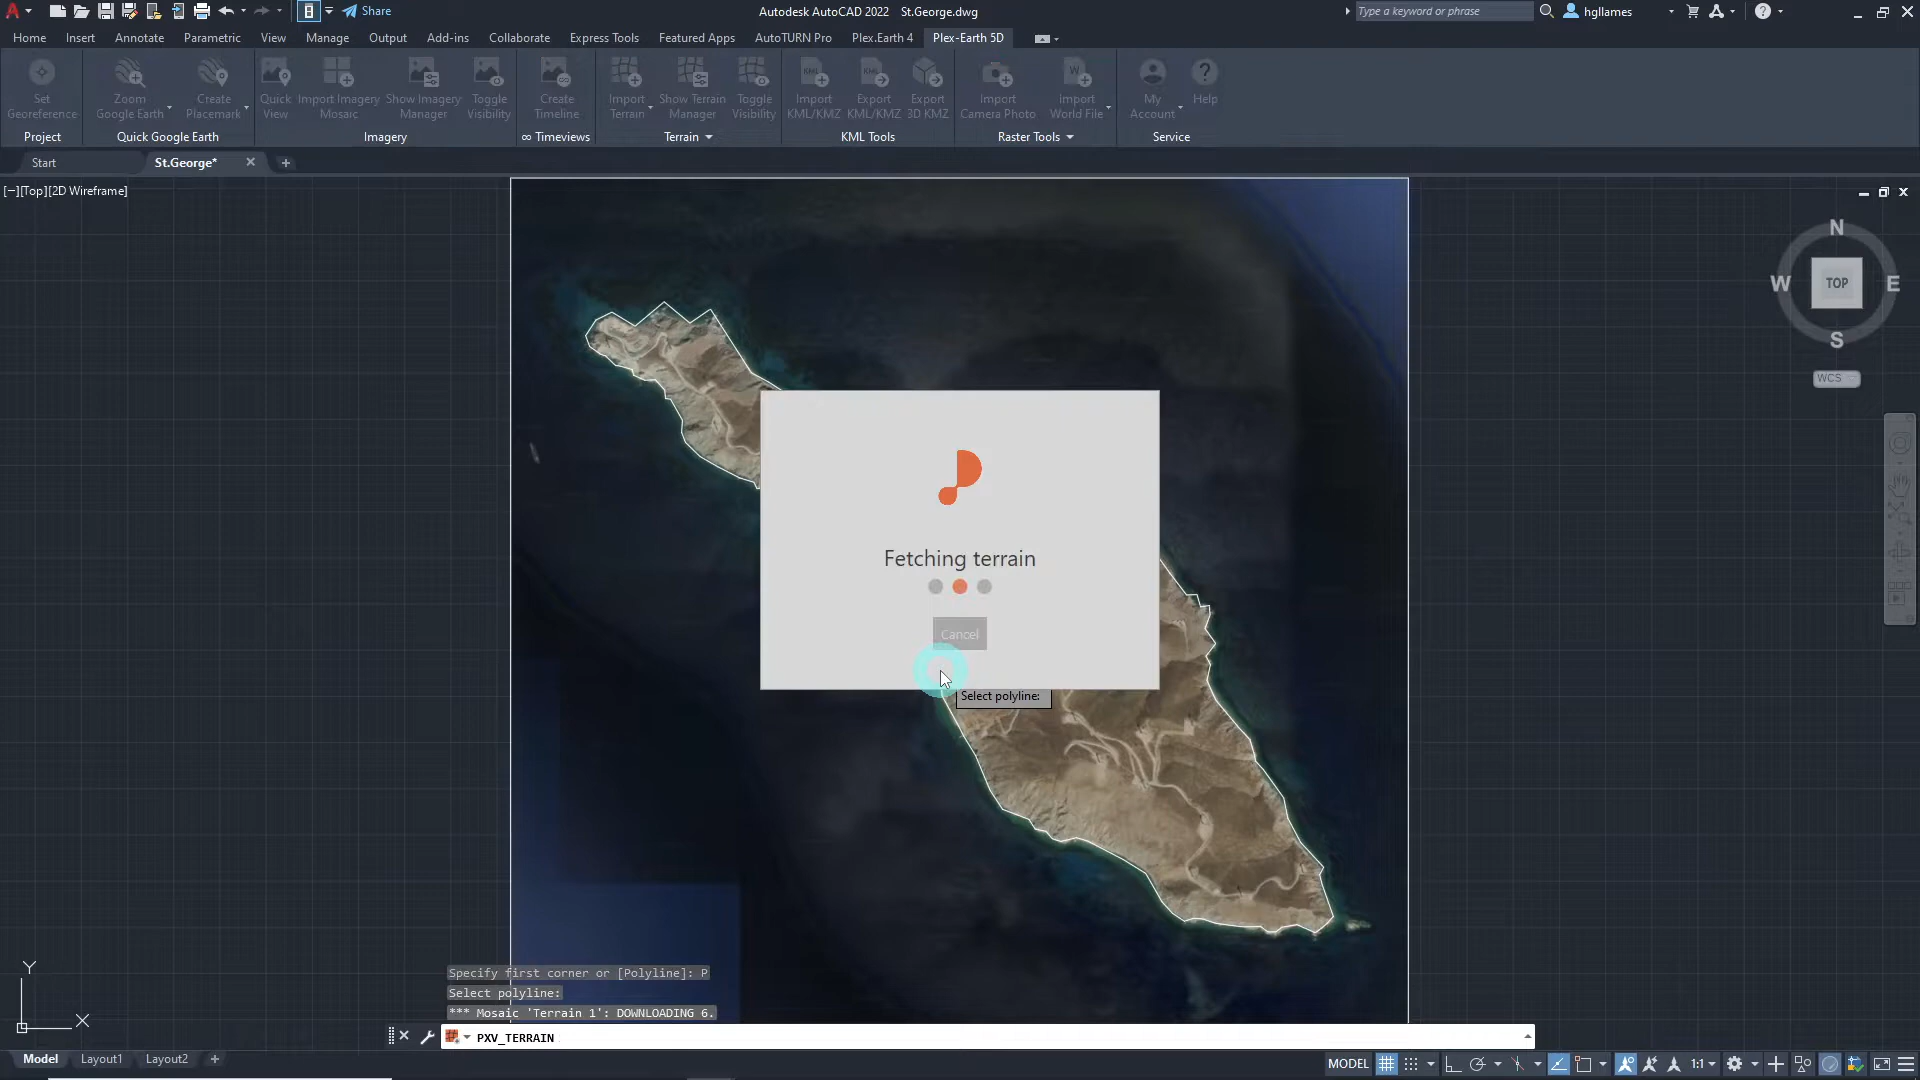 Share
Autodesk AutoCAD 2022 St.George.dwg
Type a keyword or phrase
hgllames
Home Insert Annotate Parametric View Manage Output Add-ins Collaborate Express Tools Featured Apps AutoTURN Pro Plex.Earth 4 Plex-Earth 5D
Set Georeference
Zoom Google Earth
Create Placemark
Quick View
Import Imagery Mosaic
Show Imagery Manager
Toggle Visibility
Create Timeline
Import Terrain
Show Terrain Manager
Toggle Visibility
Import KML/KMZ
Export KML/KMZ
Export 3D KMZ
Import Camera Photo
Import World File
My Account
Help
Project Quick Google Earth Imagery ∞ Timeviews Terrain KML Tools Raster Tools Service
Start St.George*
[−][Top][2D Wireframe]
N
W TOP E
S
WCS
Fetching terrain
Cancel
Select polyline:
Y
X
Specify first corner or [Polyline]: P
Select polyline:
*** Mosaic 'Terrain 1': DOWNLOADING 6.
PXV_TERRAIN
Model Layout1 Layout2
MODEL 1:1